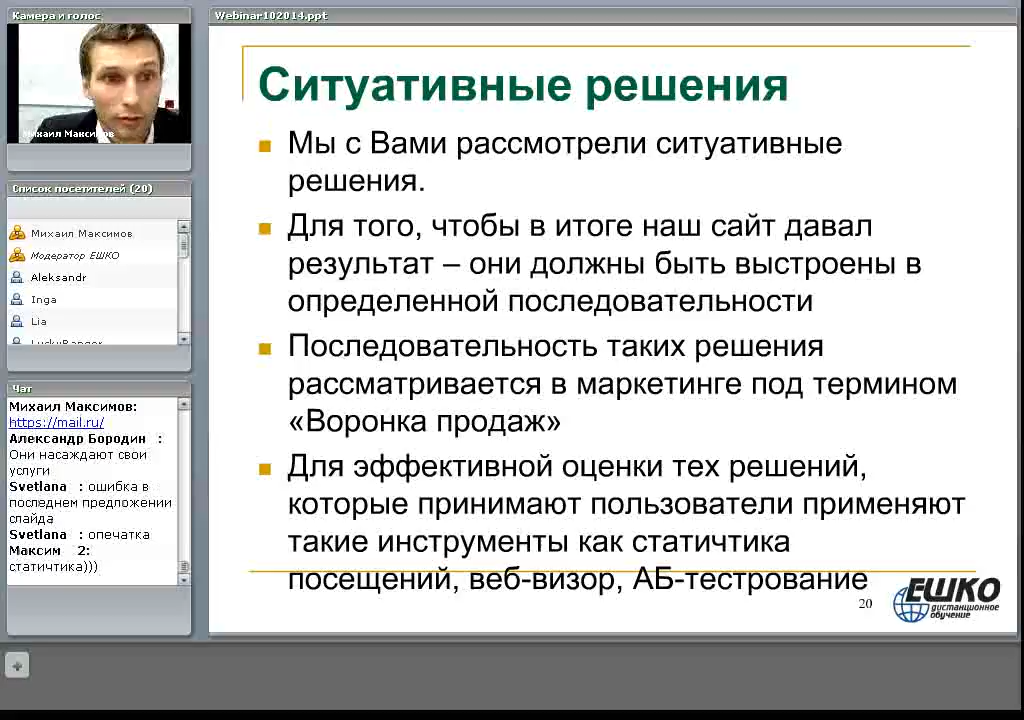 Камера и голос
Михаил Максимов
Список посетителей (20)
Михаил Максимов
Модератор ЕШКО
Aleksandr
Inga
Lia
LuckyRanger
Чат
Михаил Максимов:
https://mail.ru/
Александр Бородин :
Они насаждают свои
услуги
Svetlana : ошибка в
последнем предложении
слайда
Svetlana : опечатка
Максим 2:
статичтика)))
Webinar102014.ppt
Ситуативные решения
Мы с Вами рассмотрели ситуативные
решения.
Для того, чтобы в итоге наш сайт давал
результат – они должны быть выстроены в
определенной последовательности
Последовательность таких решения
рассматривается в маркетинге под термином
«Воронка продаж»
Для эффективной оценки тех решений,
которые принимают пользователи применяют
такие инструменты как статичтика
посещений, веб-визор, АБ-тестрование
20
ЕШКО
дистанционное
обучение